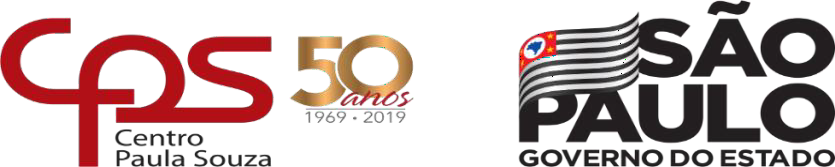 cps
Centro
Paula Souza
50
anos
1969 • 2019
SÃO
PAULO
GOVERNO DO ESTADO